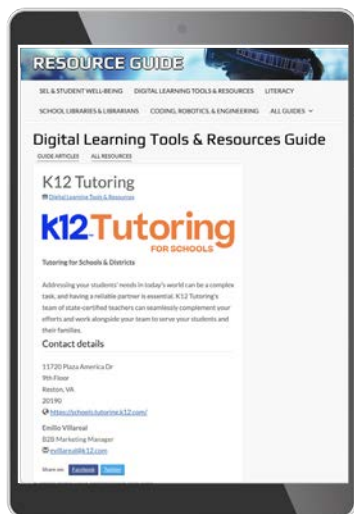 RESOURCE GUIDE
SEL & STUDENT WELL-BEING DIGITAL LEARNING TOOLS & RESOURCES LITERACY
SCHOOL LIBRARIES & LIBRARIANS CODING, ROBOTICS, & ENGINEERING ALL GUIDES
Digital Learning Tools & Resources Guide
GUIDE ARTICLES ALL RESOURCES
K12 Tutoring
Digital Learning Tools & Resources
K12 Tutoring
FOR SCHOOLS
Tutoring for Schools & Districts
Addressing your students' needs in today's world can be a complex
task, and having a reliable partner is essential. K12 Tutoring's
team of state-certified teachers can seamlessly complement your
efforts and work alongside your team to serve your students and
their families.
Contact details
11720 Plaza America Dr
9th Floor
Reston, VA
20190
https://schools.tutoring.k12.com/
Emilio Villareal
B2B Marketing Manager
evillareal@k12.com
Share on: Facebook Twitter